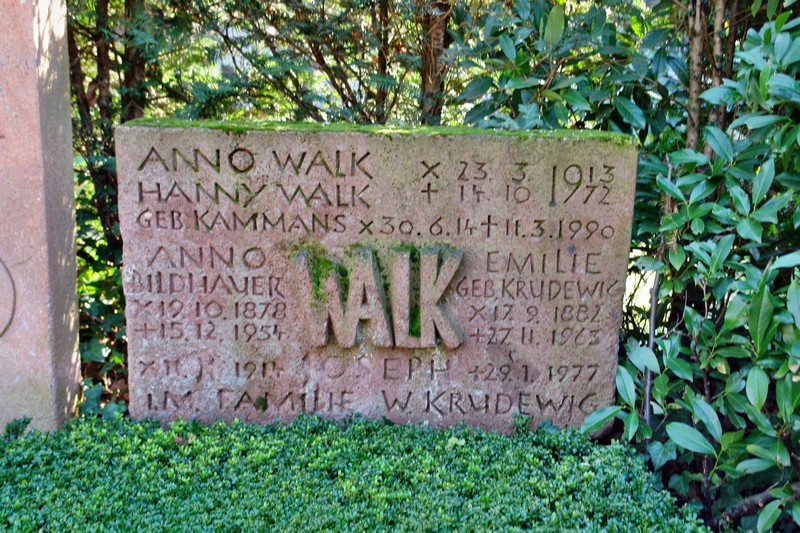 ANNO WALK × 23. 3. 1913
HANNY WALK + 14. 10 1972
GEB KAMMANS × 30.6.14 + 11.3.1990
ANNO EMILIE
BILDHAUER WALK GEB.KRUDEWIG
× 19.10.1878 × 17.9.1882
+ 15.12.1954 + 27.11.1963
JOSEPH + 29.1.1977
I.M. FAMILIE W. KRUDEWIG